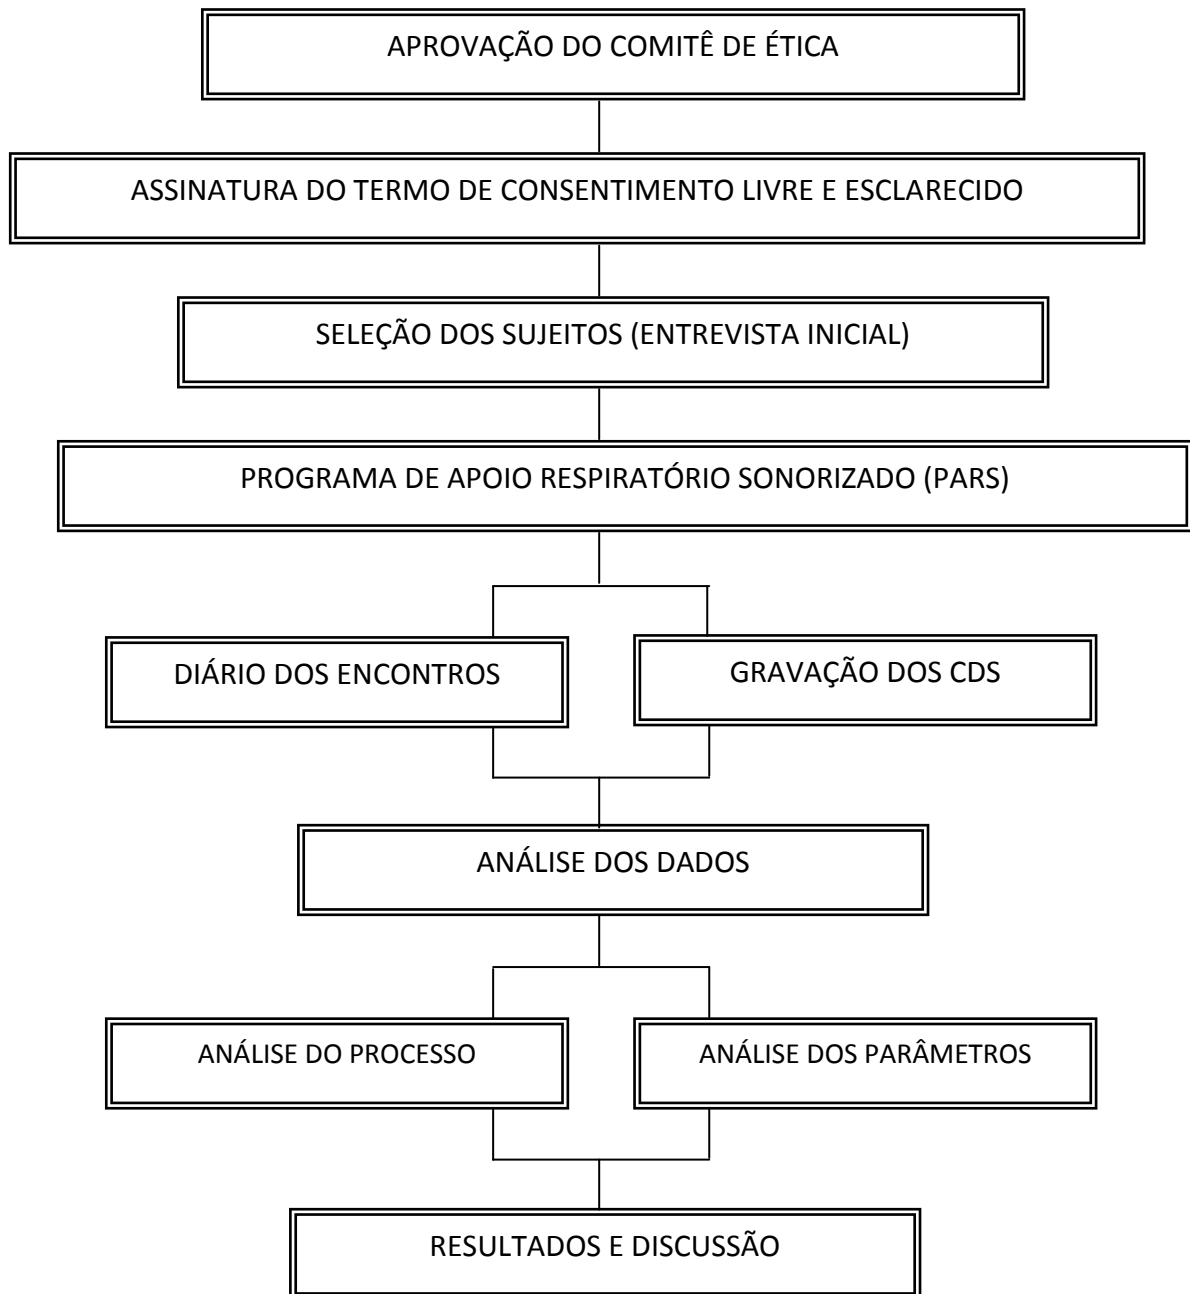 APROVAÇÃO DO COMITÊ DE ÉTICA
ASSINATURA DO TERMO DE CONSENTIMENTO LIVRE E ESCLARECIDO
SELEÇÃO DOS SUJEITOS (ENTREVISTA INICIAL)
PROGRAMA DE APOIO RESPIRATÓRIO SONORIZADO (PARS)
DIÁRIO DOS ENCONTROS
GRAVAÇÃO DOS CDS
ANÁLISE DOS DADOS
ANÁLISE DO PROCESSO
ANÁLISE DOS PARÂMETROS
RESULTADOS E DISCUSSÃO